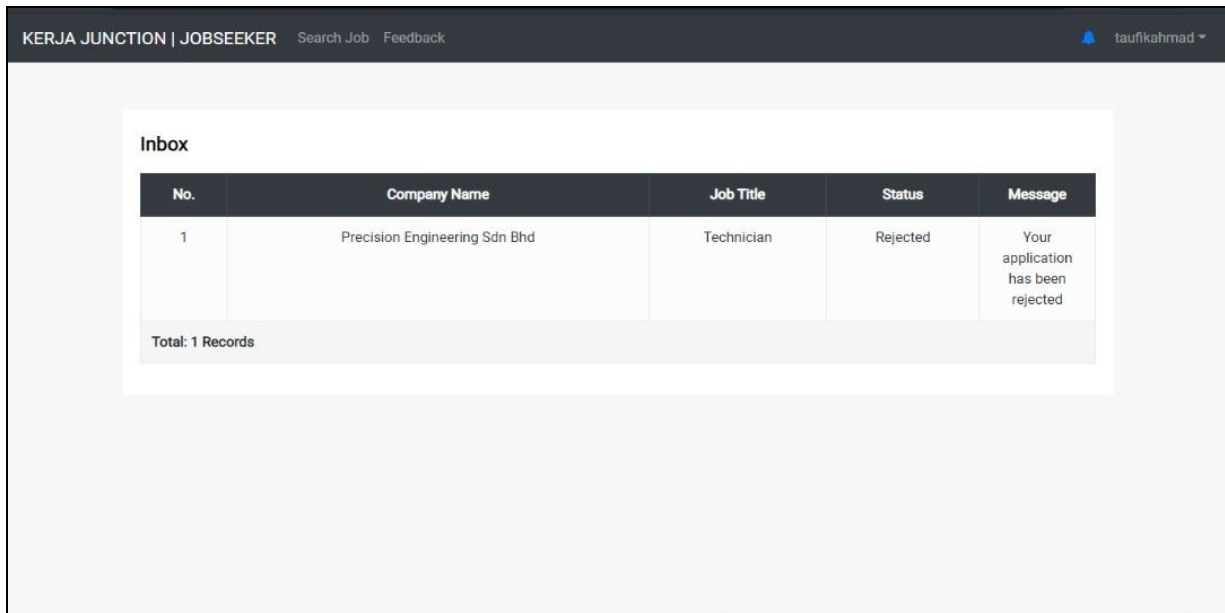 KERJA JUNCTION | JOBSEEKER Search Job Feedback taufikahmad
Inbox
No. Company Name Job Title Status Message
1 Precision Engineering Sdn Bhd Technician Rejected Your
application
has been
rejected
Total: 1 Records